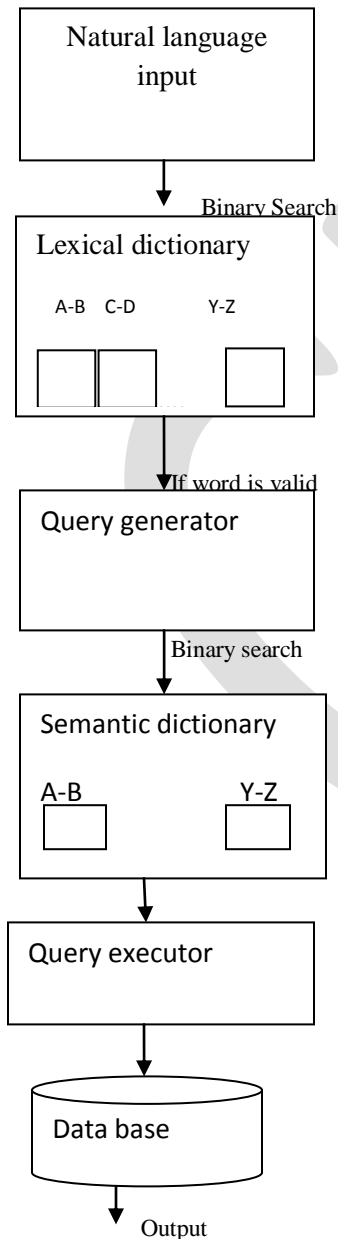 Natural language
input
Binary Search
Lexical dictionary
A-B C-D Y-Z
If word is valid
Query generator
Binary search
Semantic dictionary
A-B Y-Z
Query executor
Data base
Output